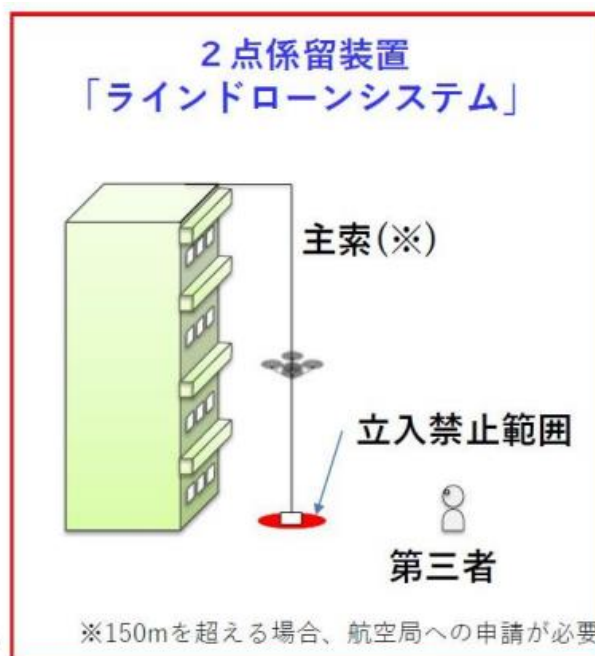 ２点係留装置
「ラインドローンシステム」
主索(※)
立入禁止範囲
第三者
※150mを超える場合、航空局への申請が必要